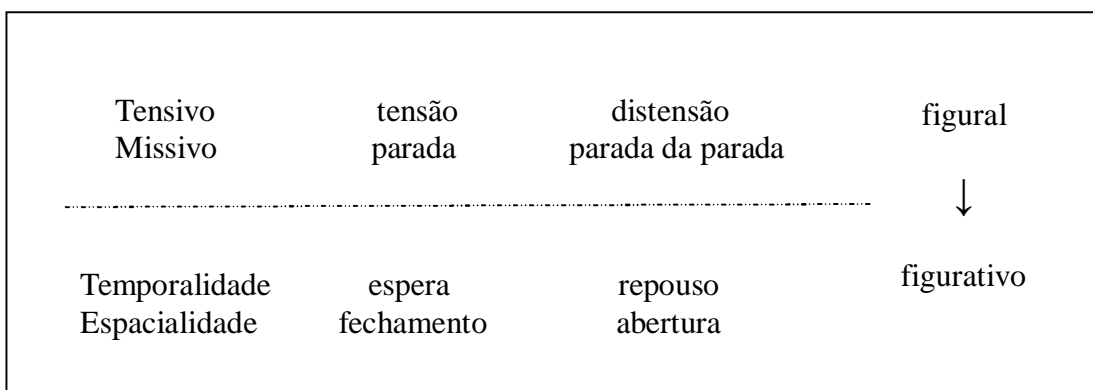 Tensivo tensão distensão figural
Missivo parada parada da parada
↓
Temporalidade espera repouso figurativo
Espacialidade fechamento abertura